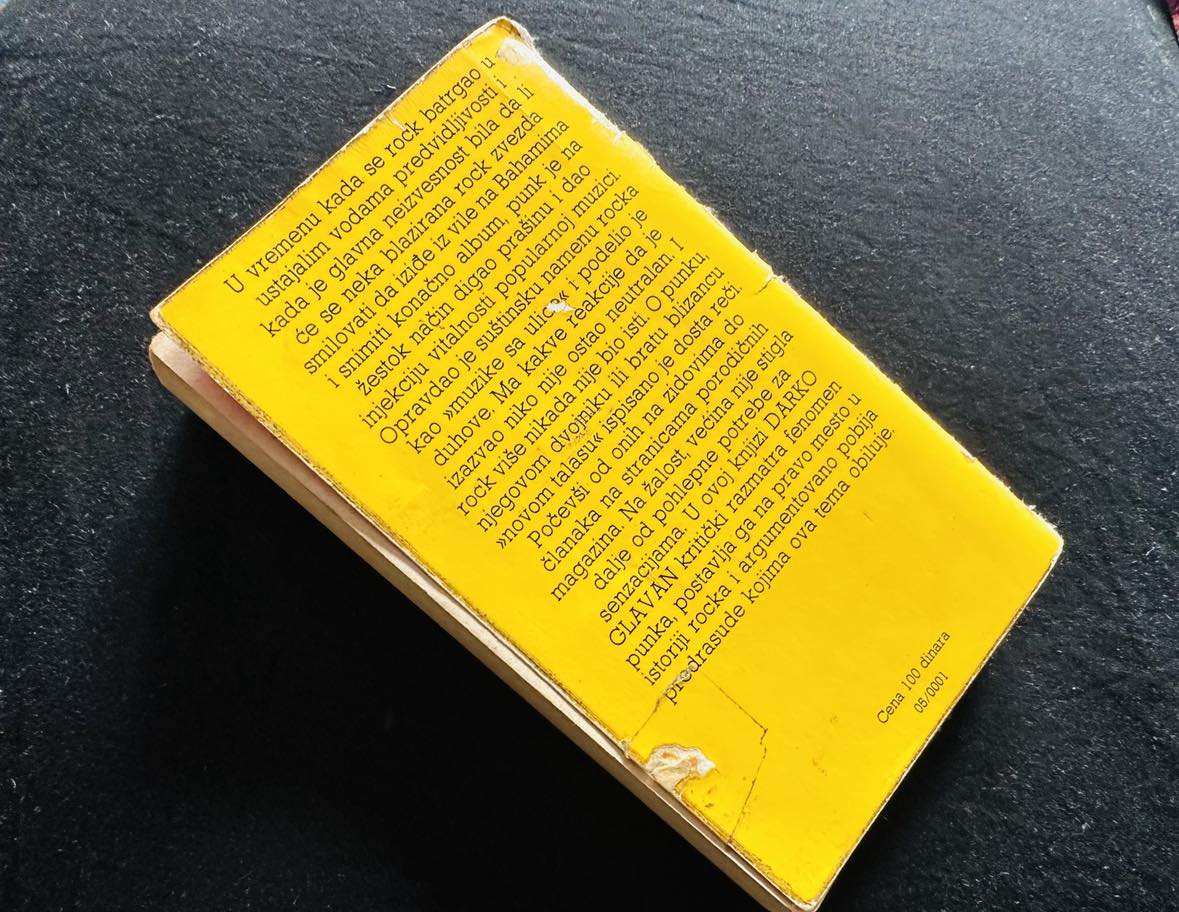 U vremenu kada se rock batrgao u
ustajalim vodama predvidljivosti i
kada je glavna neizvesnost bila da li
će se neka blazirana rock zvezda
smilovati da iziđe iz vile na Bahamima
i snimiti konačno album, punk je na
žestok način digao prašinu i dao
injekciju vitalnosti popularnoj muzici.
Opravdao je suštinsku namenu rocka
kao »muzike sa « i podelio je
duhove. Ma kakve reakcije da je
izazvao niko nije ostao neutralan. I
rock više nikada nije bio isti. O punku,
njegovom dvojniku ili bratu blizancu
»novom talasu« ispisano je dosta reči.
Počevši od onih na zidovima do
članaka na stranicama porodičnih
magazina. Na žalost, većina nije stigla
dalje od pohlepne potrebe za
senzacijama. U ovoj knjizi DARKO
GLAVAN kritički razmatra fenomen
punka, postavlja ga na pravo mesto u
istoriji rocka i argumentovano pobija
predrasude kojima ova tema obiluje.
Cena 100 dinara
05/0001